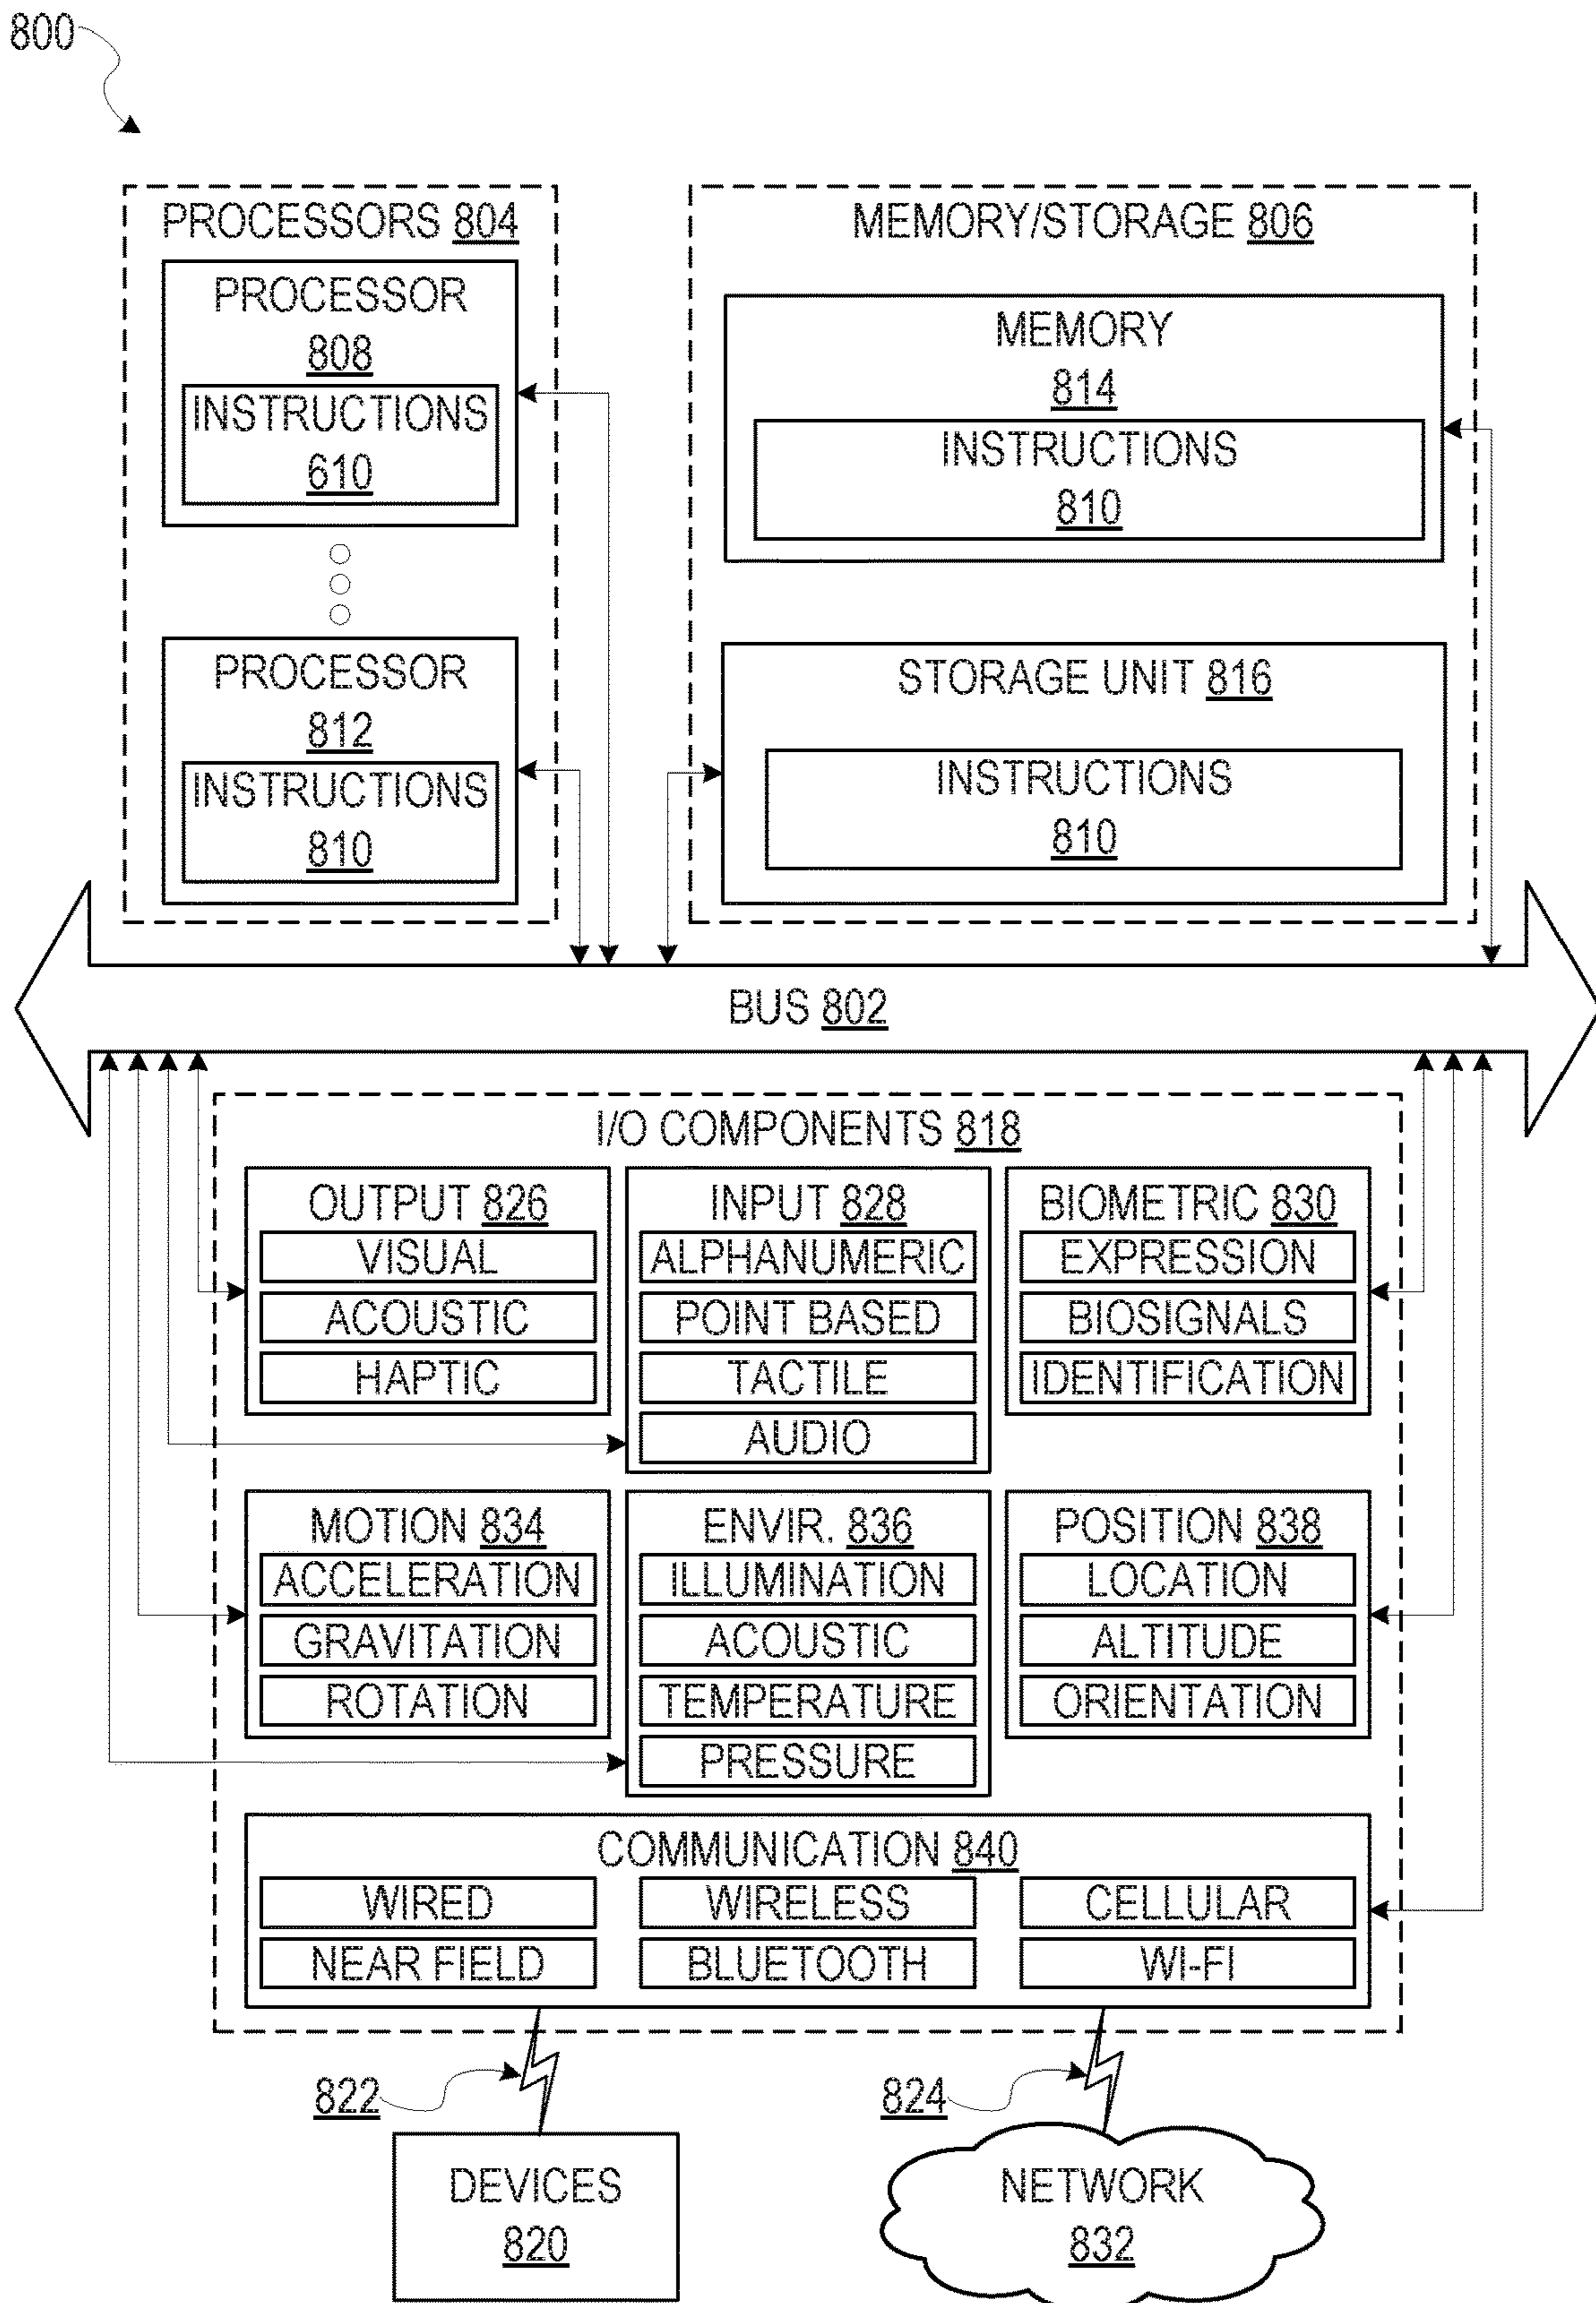 800
PROCESSORS 804
PROCESSOR
808
INSTRUCTIONS
610
PROCESSOR
812
INSTRUCTIONS
810
MEMORY/STORAGE 806
MEMORY
814
INSTRUCTIONS
810
STORAGE UNIT 816
INSTRUCTIONS
810
BUS 802
I/O COMPONENTS 818
OUTPUT 826
VISUAL
ACOUSTIC
HAPTIC
INPUT 828
ALPHANUMERIC
POINT BASED
TACTILE
AUDIO
BIOMETRIC 830
EXPRESSION
BIOSIGNALS
IDENTIFICATION
MOTION 834
ACCELERATION
GRAVITATION
ROTATION
ENVIR. 836
ILLUMINATION
ACOUSTIC
TEMPERATURE
PRESSURE
POSITION 838
LOCATION
ALTITUDE
ORIENTATION
COMMUNICATION 840
WIRED
WIRELESS
CELLULAR
NEAR FIELD
BLUETOOTH
WI-FI
822
824
DEVICES
820
NETWORK
832